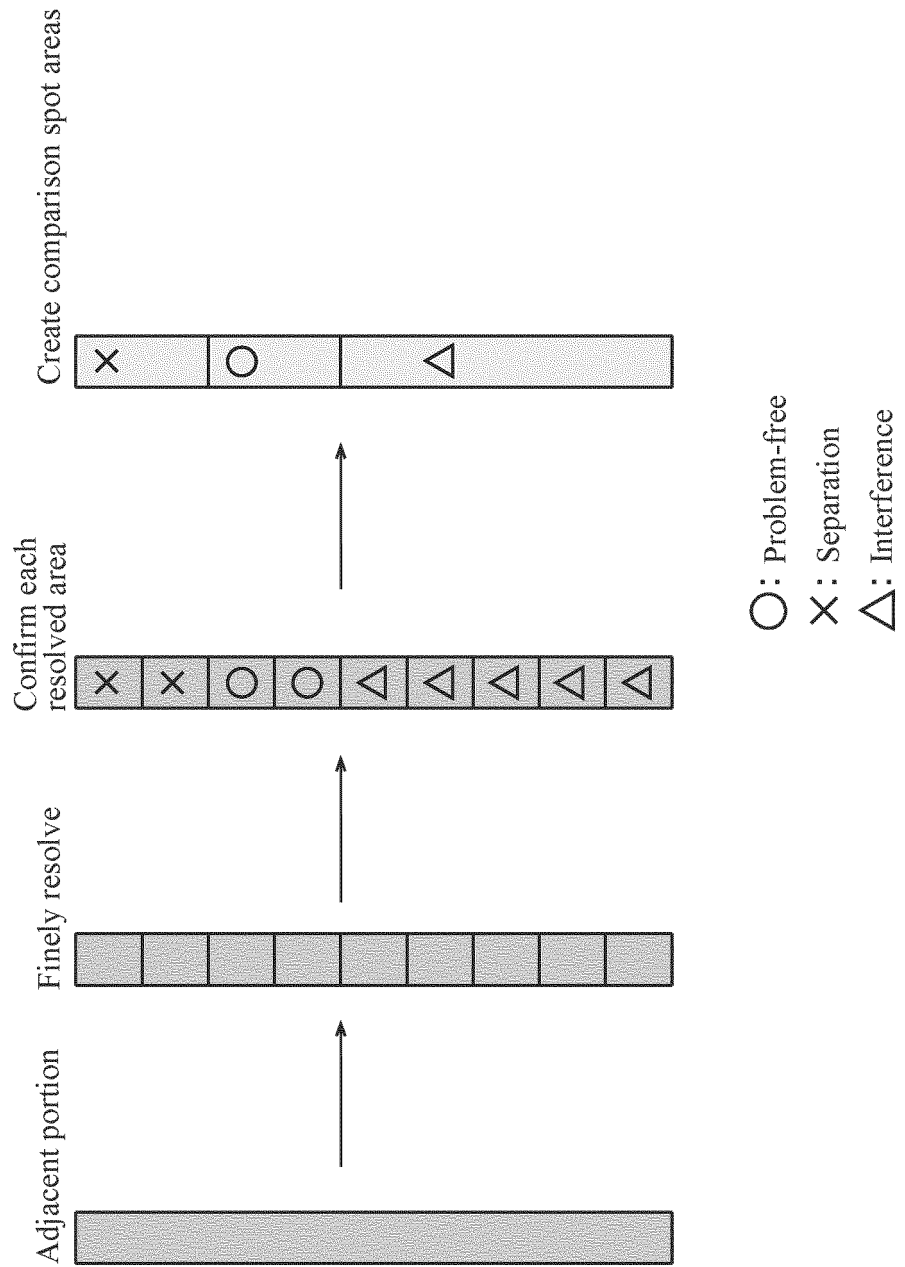 Adjacent portion
Finely resolve
Confirm each
resolved area
Create comparison spot areas
○: Problem-free
×: Separation
△: Interference